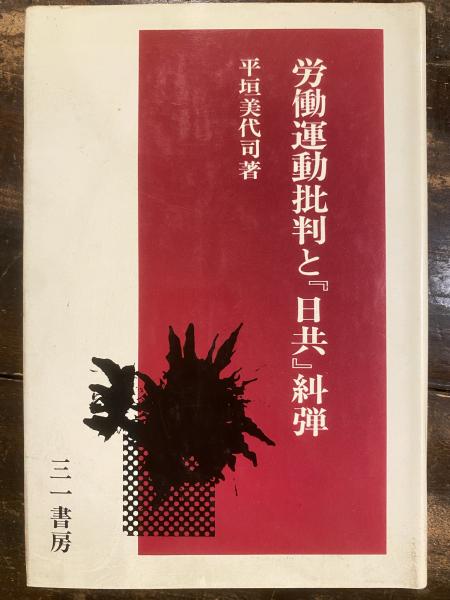 労働運動批判と『日共』糾弾
平垣美代司著
三一書房